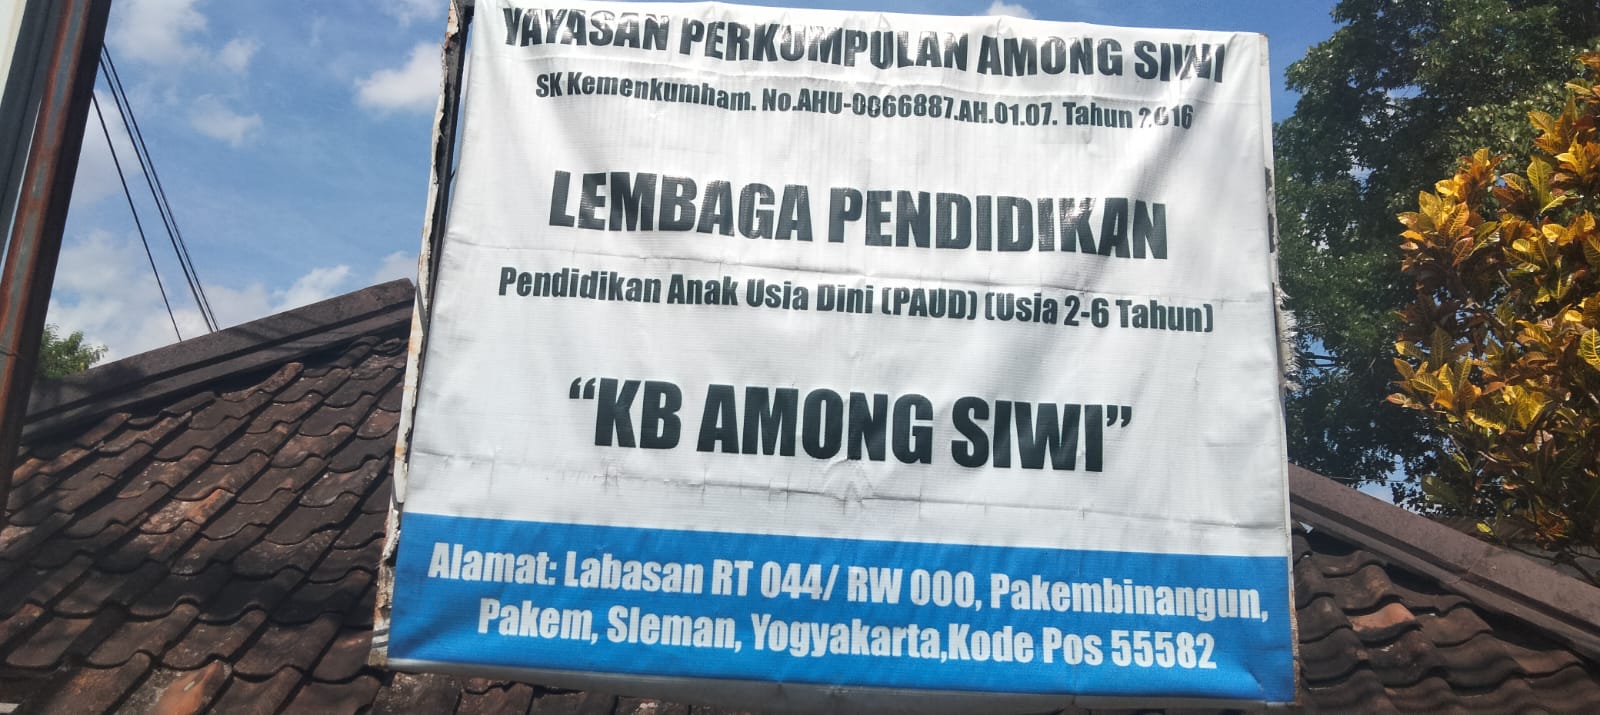 YAYASAN PERKUMPULAN AMONG SIWI
SK Kemenkumham. No.AHU-0066887.AH.01.07. Tahun 2016
LEMBAGA PENDIDIKAN
Pendidikan Anak Usia Dini (PAUD) (Usia 2-6 Tahun)
“KB AMONG SIWI”
Alamat: Labasan RT 044/ RW 000, Pakembinangun,
Pakem, Sleman, Yogyakarta,Kode Pos 55582